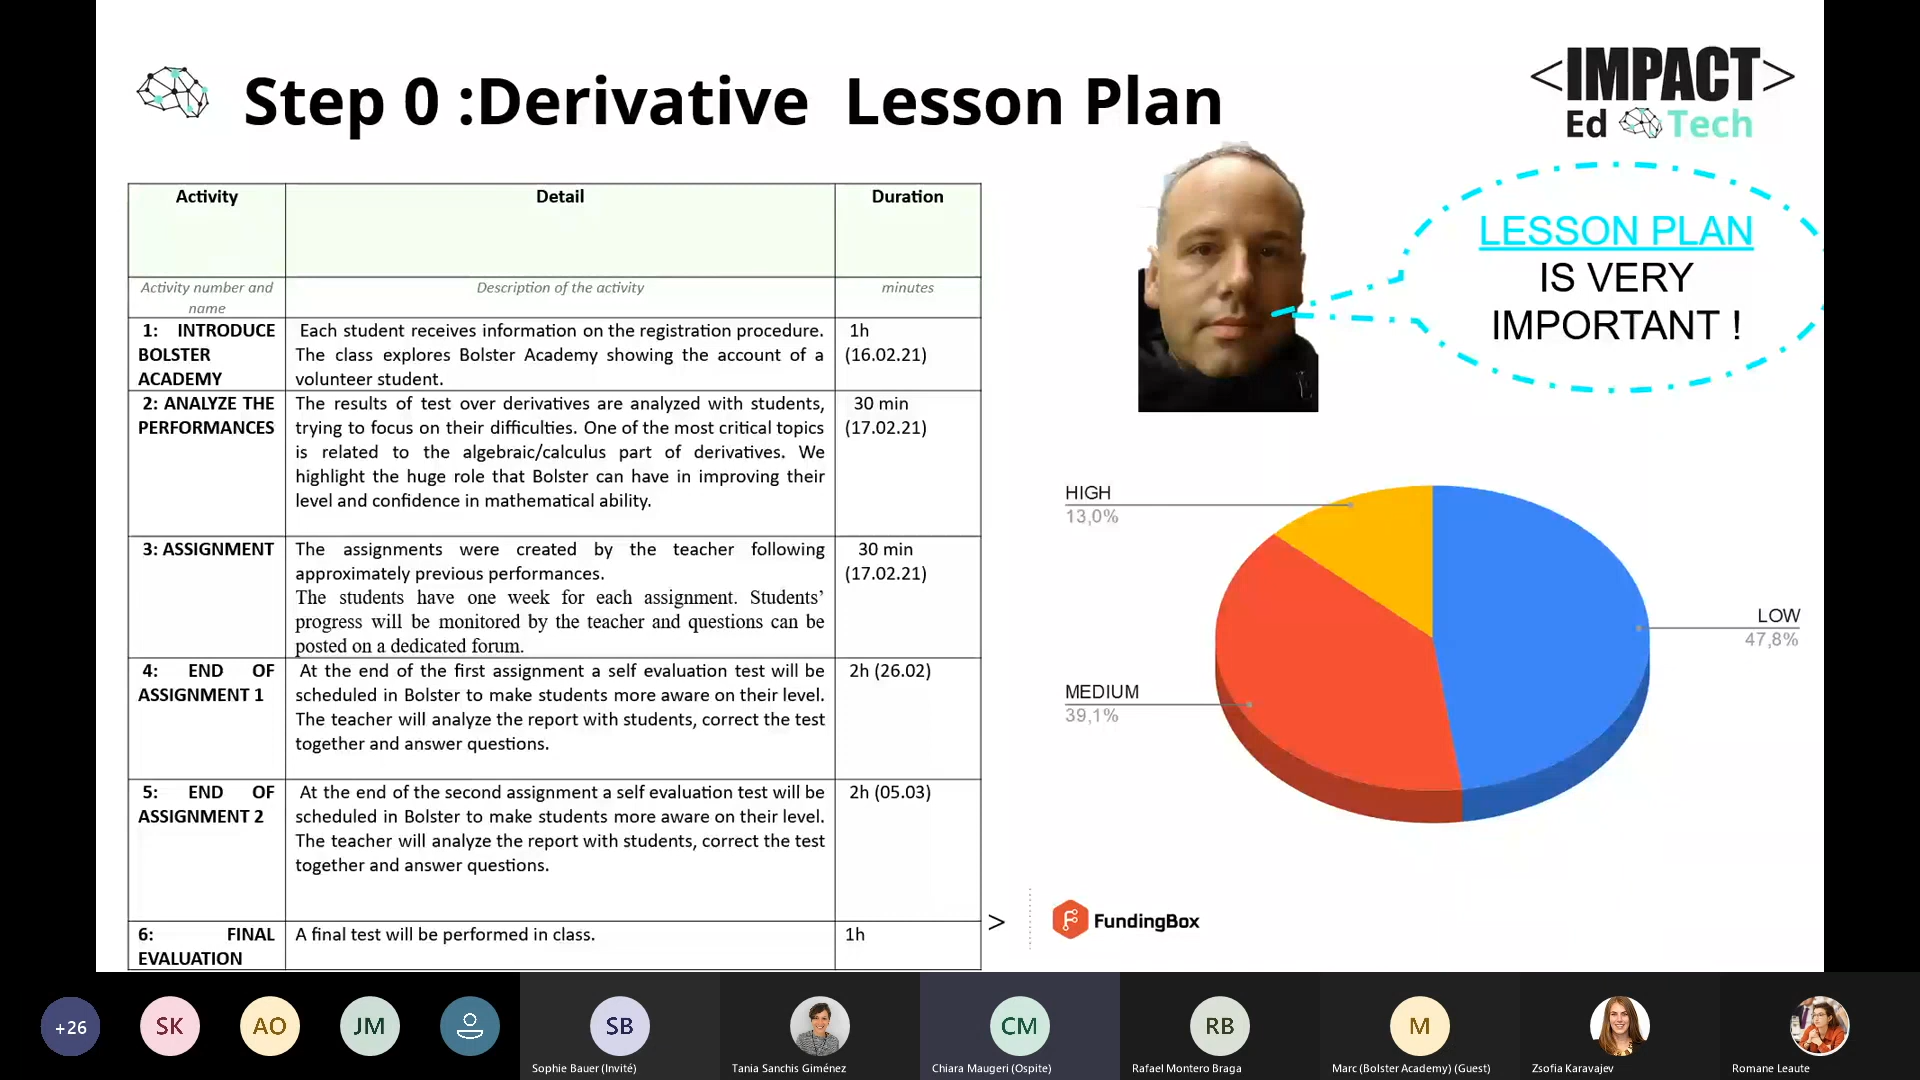 Step 0 :Derivative Lesson Plan
<IMPACT>
Ed Tech
Activity Detail Duration
Activity number and Description of the activity minutes
name
1: INTRODUCE Each student receives information on the registration procedure. 1h
BOLSTER The class explores Bolster Academy showing the account of a (16.02.21)
ACADEMY volunteer student.
2: ANALYZE THE The results of test over derivatives are analyzed with students, 30 min
PERFORMANCES trying to focus on their difficulties. One of the most critical topics (17.02.21)
is related to the algebraic/calculus part of derivatives. We
highlight the huge role that Bolster can have in improving their
level and confidence in mathematical ability.
3: ASSIGNMENT The assignments were created by the teacher following 30 min
approximately previous performances. (17.02.21)
The students have one week for each assignment. Students’
progress will be monitored by the teacher and questions can be
posted on a dedicated forum.
4: END OF At the end of the first assignment a self evaluation test will be 2h (26.02)
ASSIGNMENT 1 scheduled in Bolster to make students more aware on their level.
The teacher will analyze the report with students, correct the test
together and answer questions.
5: END OF At the end of the second assignment a self evaluation test will be 2h (05.03)
ASSIGNMENT 2 scheduled in Bolster to make students more aware on their level.
The teacher will analyze the report with students, correct the test
together and answer questions.
6: FINAL A final test will be performed in class. 1h
EVALUATION
LESSON PLAN
IS VERY
IMPORTANT !
HIGH
13,0%
LOW
47,8%
MEDIUM
39,1%
> FundingBox
+26 SK AO JM SB CM RB M
Sophie Bauer (Invité) Tania Sanchis Giménez Chiara Maugeri (Ospite) Rafael Montero Braga Marc (Bolster Academy) (Guest) Zsofia Karavajev Romane Leaute